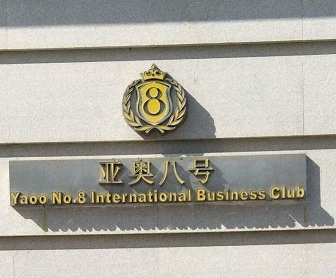 8
亚奥八号
Yaoo No.8 International Business Club